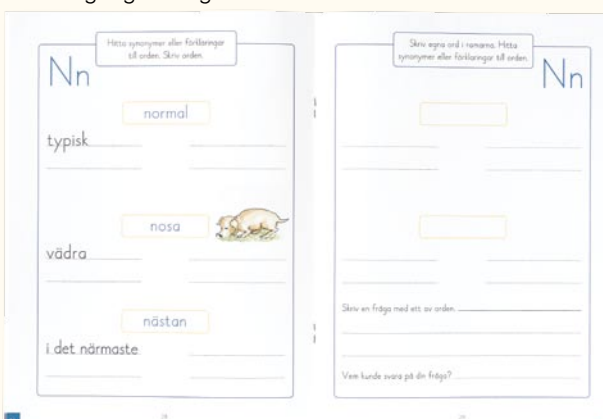 Hitta synonymer eller förklaringar
till orden. Skriv orden.
Nn
normal
typisk
nosa
vädra
nästan
i det närmaste
Skriv egna ord i ramarna. Hitta
synonymer eller förklaringar till orden.
Nn
Skriv en fråga med ett av orden.
Vem kunde svara på din fråga?